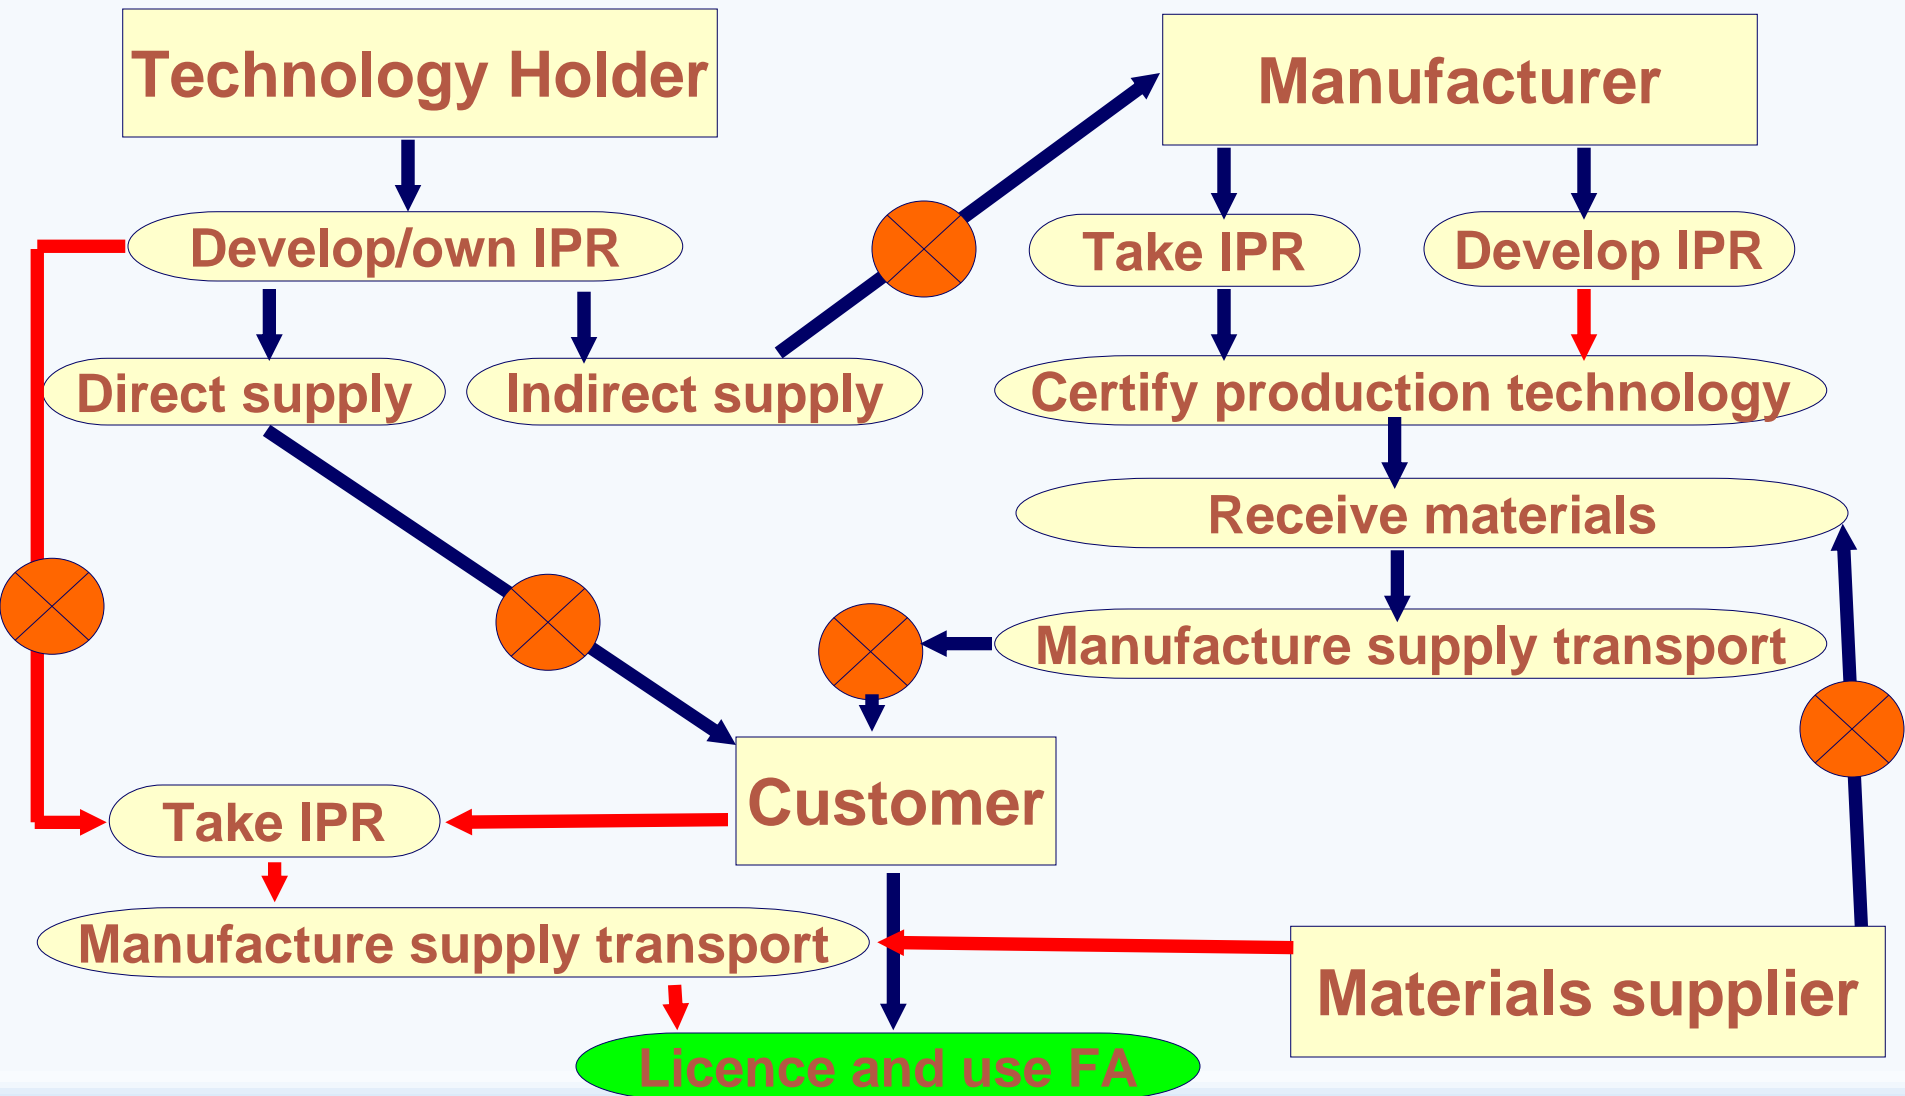 Technology Holder
Manufacturer
Develop/own IPR
Take IPR
Develop IPR
Direct supply
Indirect supply
Certify production technology
Receive materials
Manufacture supply transport
Customer
Take IPR
Manufacture supply transport
Materials supplier
Licence and use FA